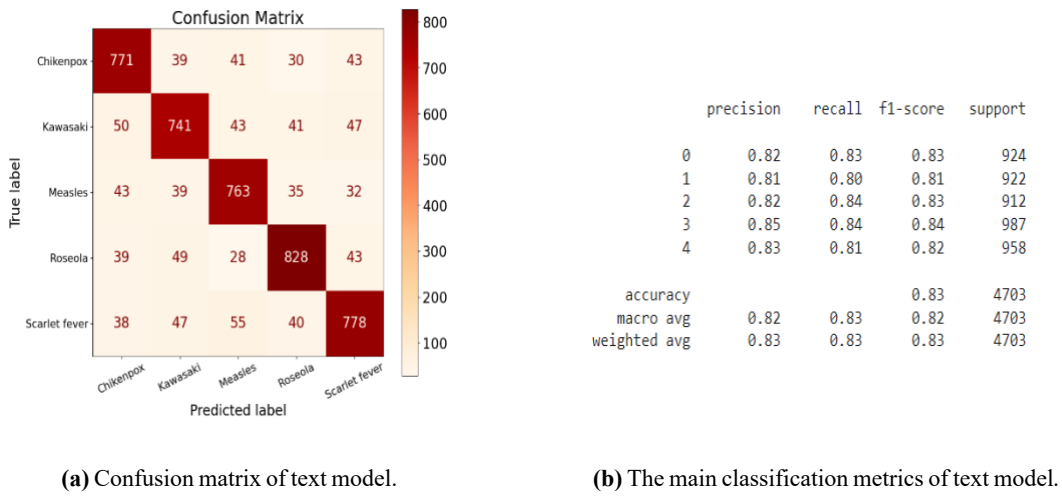 Confusion Matrix
True label
Chikenpox 771 39 41 30 43
Kawasaki 50 741 43 41 47
Measles 43 39 763 35 32
Roseola 39 49 28 828 43
Scarlet fever 38 47 55 40 778
Chikenpox Kawasaki Measles Roseola Scarlet fever
Predicted label
800
700
600
500
400
300
200
100
precision recall f1-score support
0 0.82 0.83 0.83 924
1 0.81 0.80 0.81 922
2 0.82 0.84 0.83 912
3 0.85 0.84 0.84 987
4 0.83 0.81 0.82 958
accuracy 0.83 4703
macro avg 0.82 0.83 0.82 4703
weighted avg 0.83 0.83 0.83 4703
(a) Confusion matrix of text model.
(b) The main classification metrics of text model.